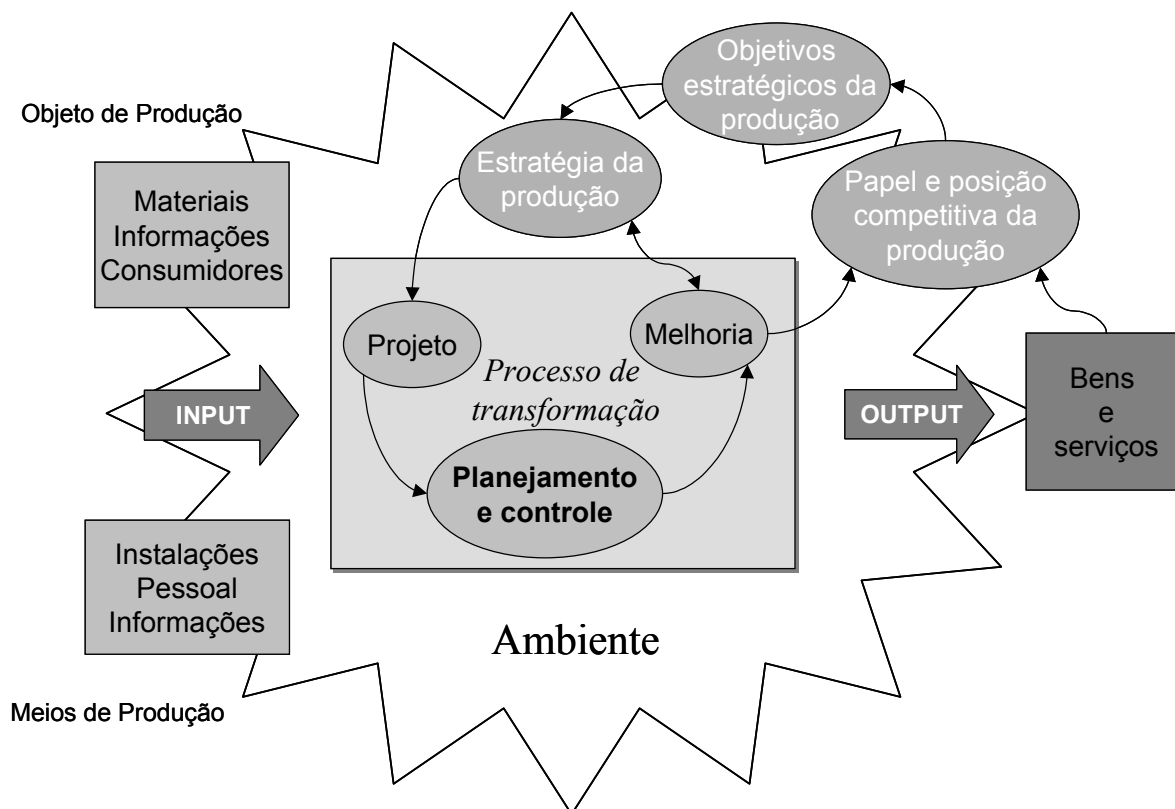 Objetivos
estratégicos da
produção
Objeto de Produção
Estratégia da
produção
Papel e posição
competitiva da
produção
Materiais
Informações
Consumidores
Projeto
Melhoria
Processo de
transformação
INPUT
OUTPUT
Bens
e
serviços
Planejamento
e controle
Instalações
Pessoal
Informações
Ambiente
Meios de Produção